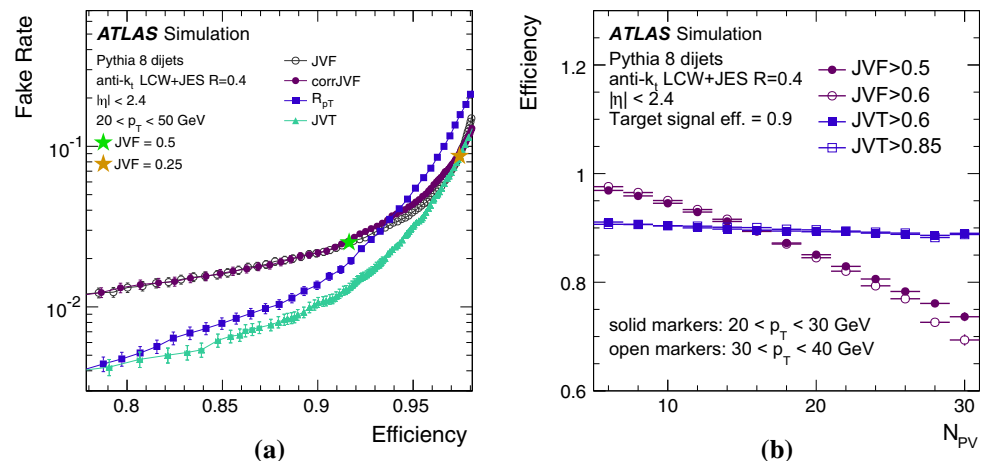 ATLAS Simulation
Pythia 8 dijets
anti-kt LCW+JES R=0.4
|η| < 2.4
20 < pT < 50 GeV
JVF = 0.5
JVF = 0.25
JVF
corrJVF
RpT
JVT
Fake Rate
10⁻¹
10⁻²
0.8 0.85 0.9 0.95
Efficiency
(a)
ATLAS Simulation
Pythia 8 dijets
anti-kt LCW+JES R=0.4
|η| < 2.4
Target signal eff. = 0.9
JVF>0.5
JVF>0.6
JVT>0.6
JVT>0.85
Efficiency
1.2
1
0.8
0.6
solid markers: 20 < pT < 30 GeV
open markers: 30 < pT < 40 GeV
10 20 30
NPV
(b)